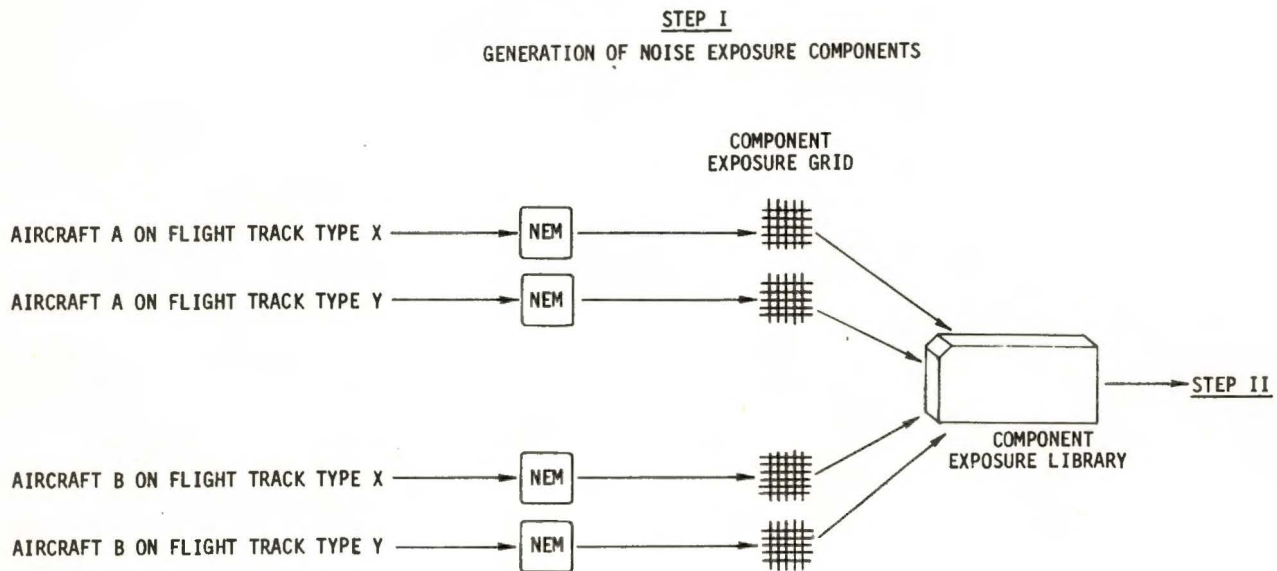 STEP I
GENERATION OF NOISE EXPOSURE COMPONENTS
COMPONENT
EXPOSURE GRID
AIRCRAFT A ON FLIGHT TRACK TYPE X
NEM
AIRCRAFT A ON FLIGHT TRACK TYPE Y
NEM
STEP II
COMPONENT
EXPOSURE LIBRARY
AIRCRAFT B ON FLIGHT TRACK TYPE X
NEM
AIRCRAFT B ON FLIGHT TRACK TYPE Y
NEM